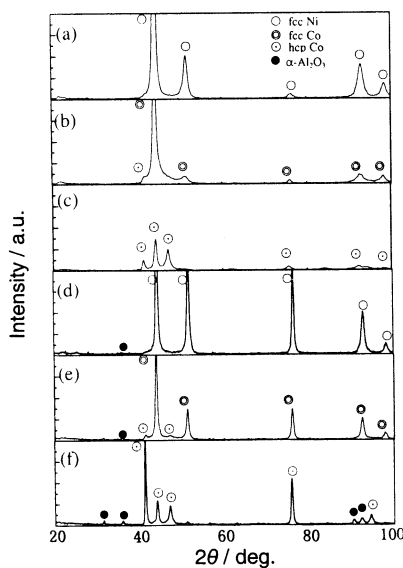 (a)
fcc Ni
fcc Co
hcp Co
α-Al₂O₃
(b)
(c)
(d)
(e)
(f)
Intensity / a.u.
20 40 60 80 100
2θ / deg.